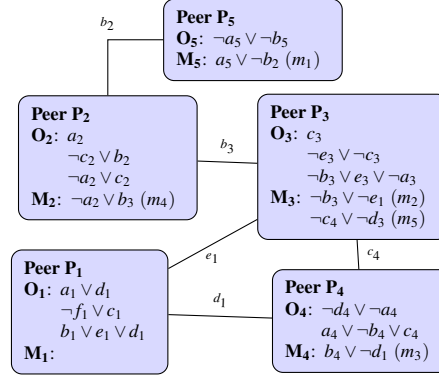 b₂
Peer P₅
O₅: ¬a₅ ∨ ¬b₅
M₅: a₅ ∨ ¬b₂ (m₁)
Peer P₂
O₂: a₂
¬c₂ ∨ b₂
¬a₂ ∨ c₂
M₂: ¬a₂ ∨ b₃ (m₄)
b₃
Peer P₃
O₃: c₃
¬e₃ ∨ ¬c₃
¬b₃ ∨ e₃ ∨ ¬a₃
M₃: ¬b₃ ∨ ¬e₁ (m₂)
¬c₄ ∨ ¬d₃ (m₅)
e₁
c₄
Peer P₁
O₁: a₁ ∨ d₁
¬f₁ ∨ c₁
b₁ ∨ e₁ ∨ d₁
M₁:
d₁
Peer P₄
O₄: ¬d₄ ∨ ¬a₄
a₄ ∨ ¬b₄ ∨ c₄
M₄: b₄ ∨ ¬d₁ (m₃)